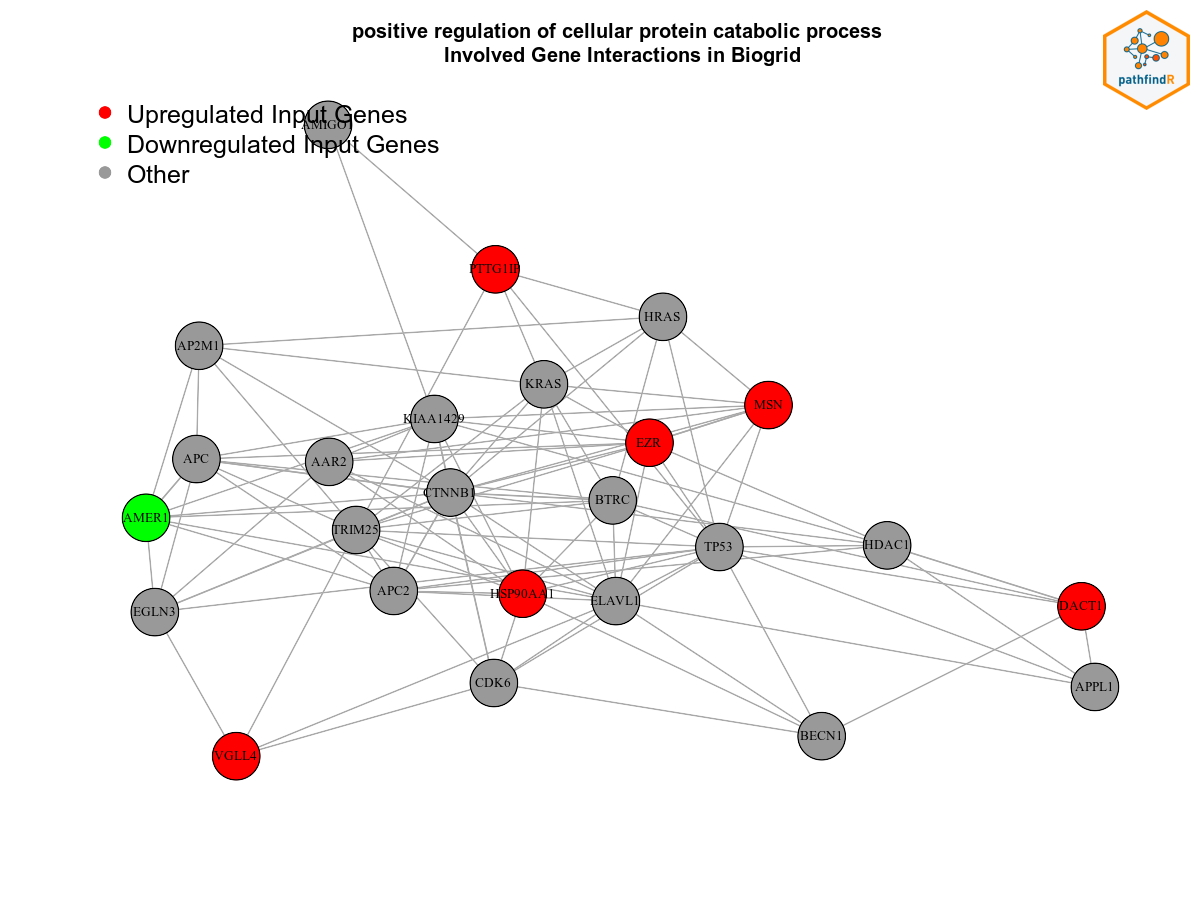 positive regulation of cellular protein catabolic process
Involved Gene Interactions in Biogrid
pathfindR
Upregulated Input Genes
Downregulated Input Genes
Other
AMIGO1
PTTG1IP
HRAS
AP2M1
KRAS
MSN
KIAA1429
EZR
APC
AAR2
CTNNB1
BTRC
AMER1
TRIM25
TP53
HDAC1
APC2
HSP90AA1
ELAVL1
EGLN3
DACT1
CDK6
APPL1
VGLL4
BECN1